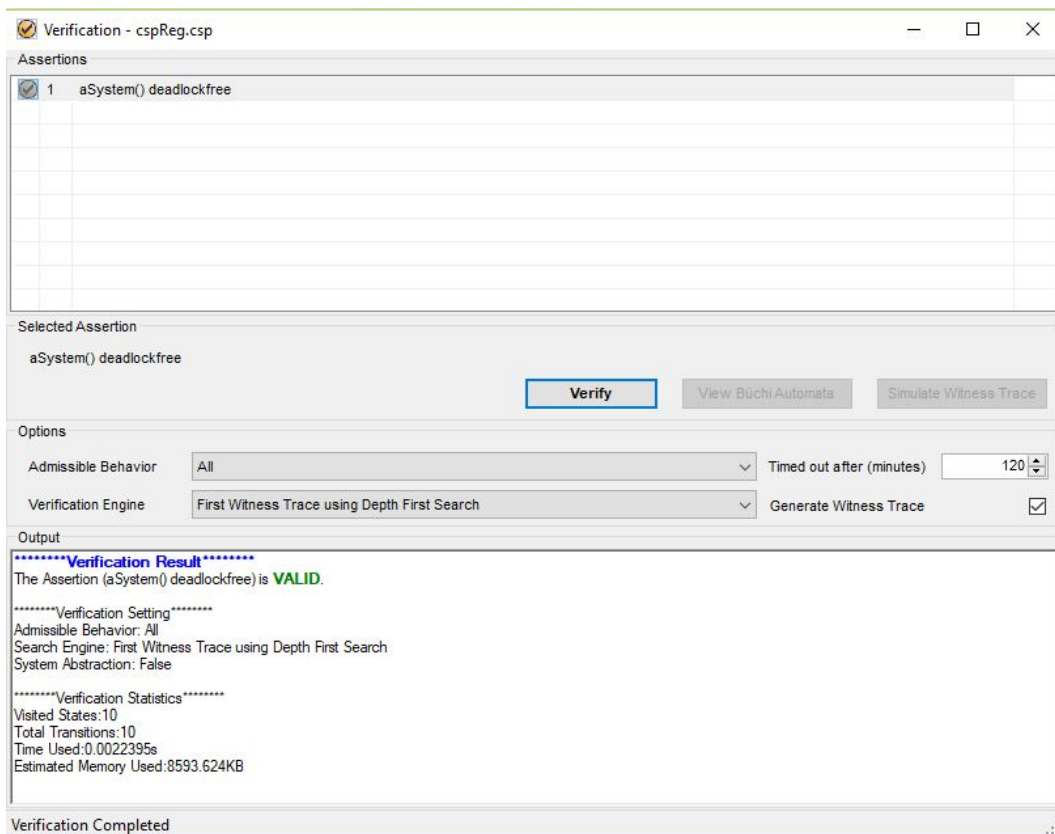 Verification - cspReg.csp
Assertions
1 aSystem() deadlockfree
Selected Assertion
aSystem() deadlockfree
Verify View Büchi Automata Simulate Witness Trace
Options
Admissible Behavior All Timed out after (minutes) 120
Verification Engine First Witness Trace using Depth First Search Generate Witness Trace
Output
********Verification Result********
The Assertion (aSystem() deadlockfree) is VALID.
********Verification Setting********
Admissible Behavior: All
Search Engine: First Witness Trace using Depth First Search
System Abstraction: False
********Verification Statistics********
Visited States:10
Total Transitions:10
Time Used:0.0022395s
Estimated Memory Used:8593.624KB
Verification Completed